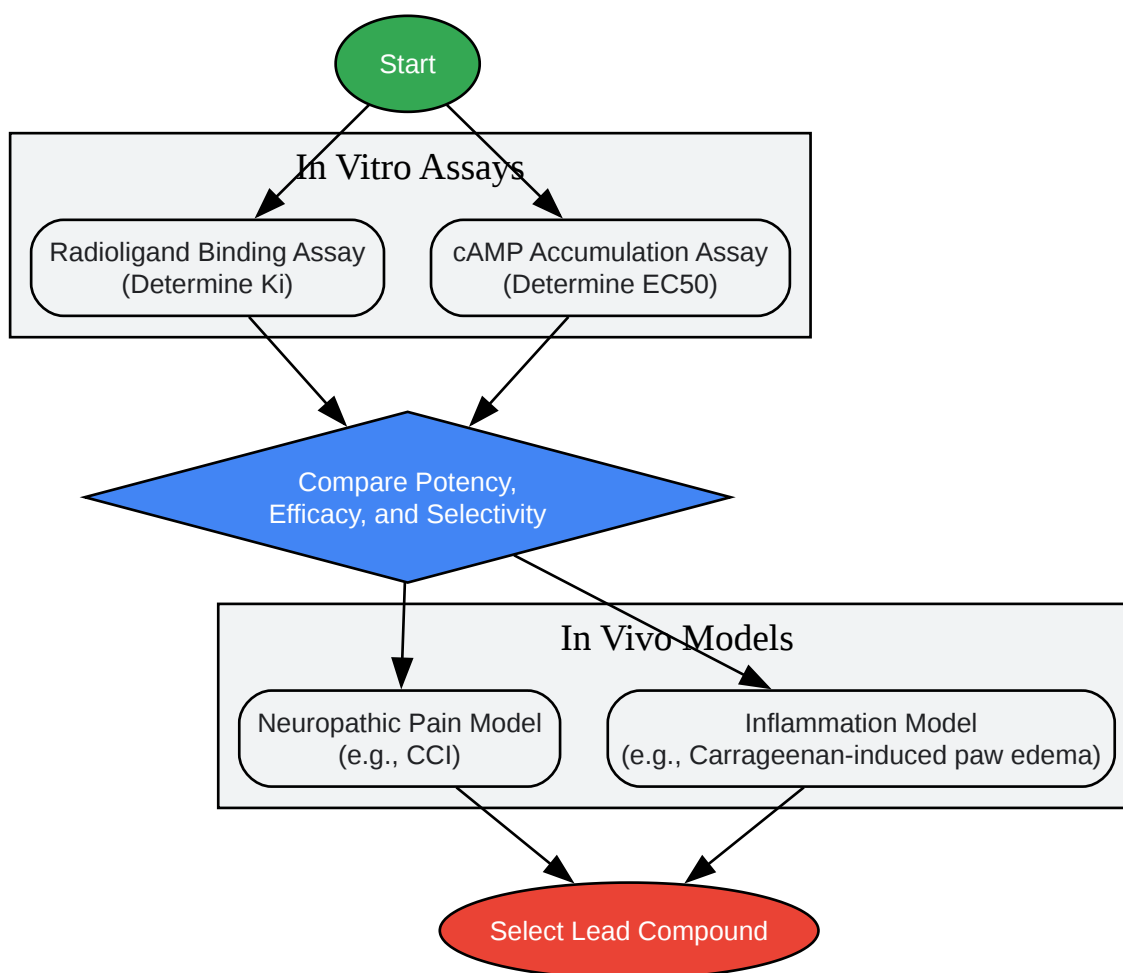 Start
In Vitro Assays
Radioligand Binding Assay
(Determine Ki)
cAMP Accumulation Assay
(Determine EC50)
Compare Potency,
Efficacy, and Selectivity
In Vivo Models
Neuropathic Pain Model
(e.g., CCI)
Inflammation Model
(e.g., Carrageenan-induced paw edema)
Select Lead Compound